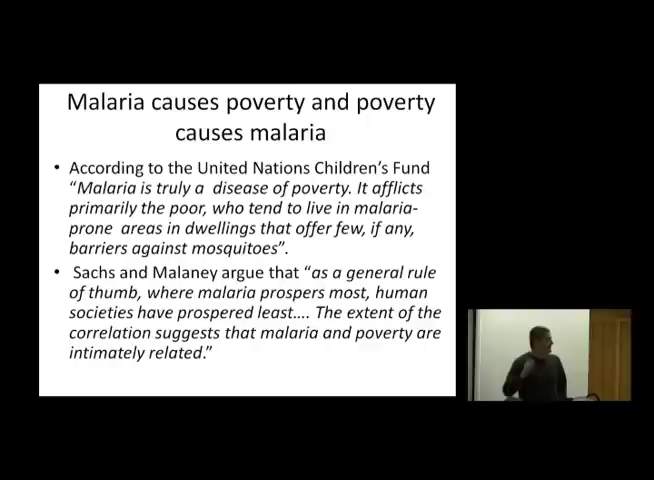 Malaria causes poverty and poverty
causes malaria
• According to the United Nations Children's Fund
"Malaria is truly a disease of poverty. It afflicts
primarily the poor, who tend to live in malaria-
prone areas in dwellings that offer few, if any,
barriers against mosquitoes".
• Sachs and Malaney argue that "as a general rule
of thumb, where malaria prospers most, human
societies have prospered least…. The extent of the
correlation suggests that malaria and poverty are
intimately related."